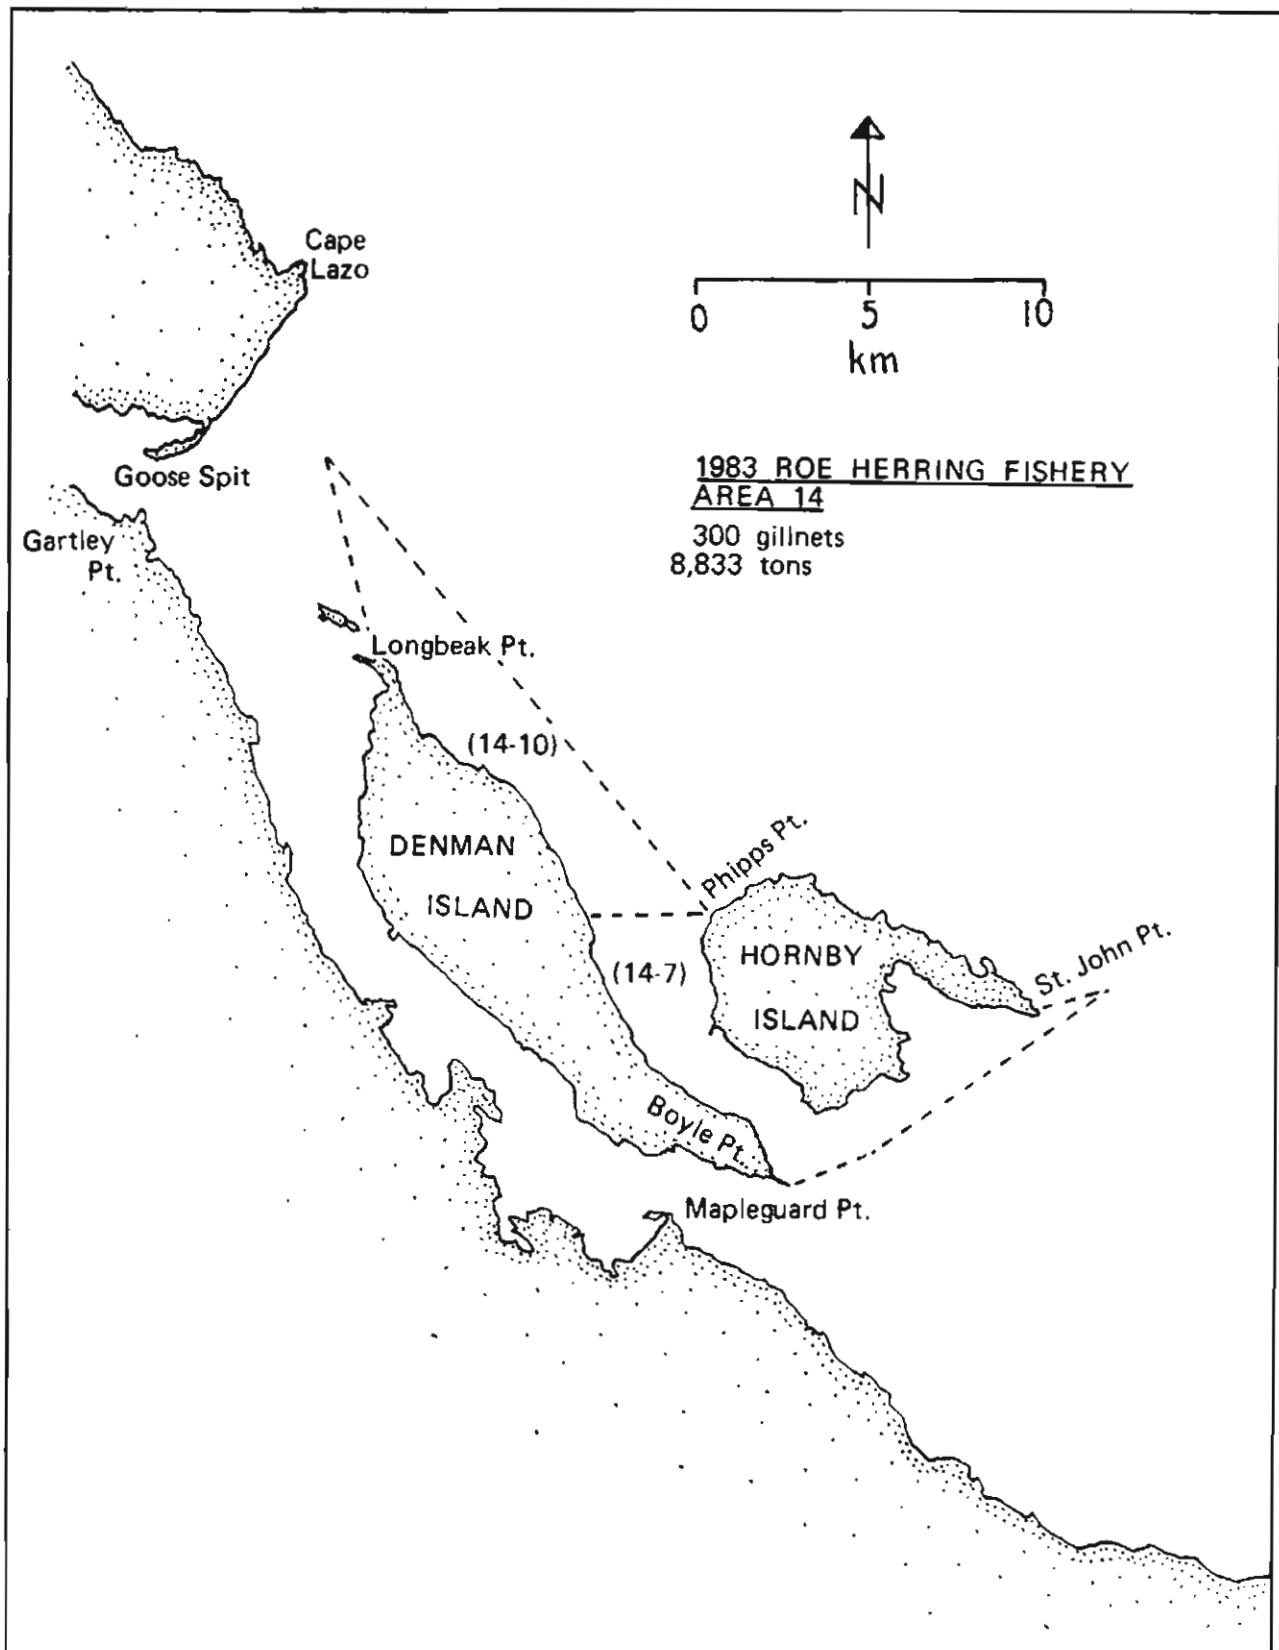 Cape
Lazo
N
0 5 10
km
Goose Spit
1983 ROE HERRING FISHERY
AREA 14
300 gillnets
8,833 tons
Gartley
Pt.
Longbeak Pt.
(14-10)
DENMAN
ISLAND
Phipps Pt.
(14-7)
HORNBY
ISLAND
St. John Pt.
Boyle Pt.
Mapleguard Pt.